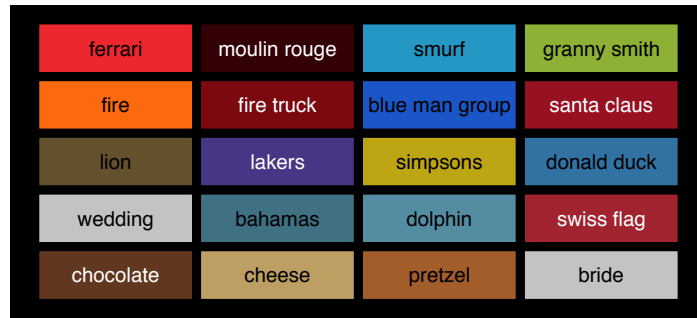 ferrari moulin rouge smurf granny smith
fire fire truck blue man group santa claus
lion lakers simpsons donald duck
wedding bahamas dolphin swiss flag
chocolate cheese pretzel bride